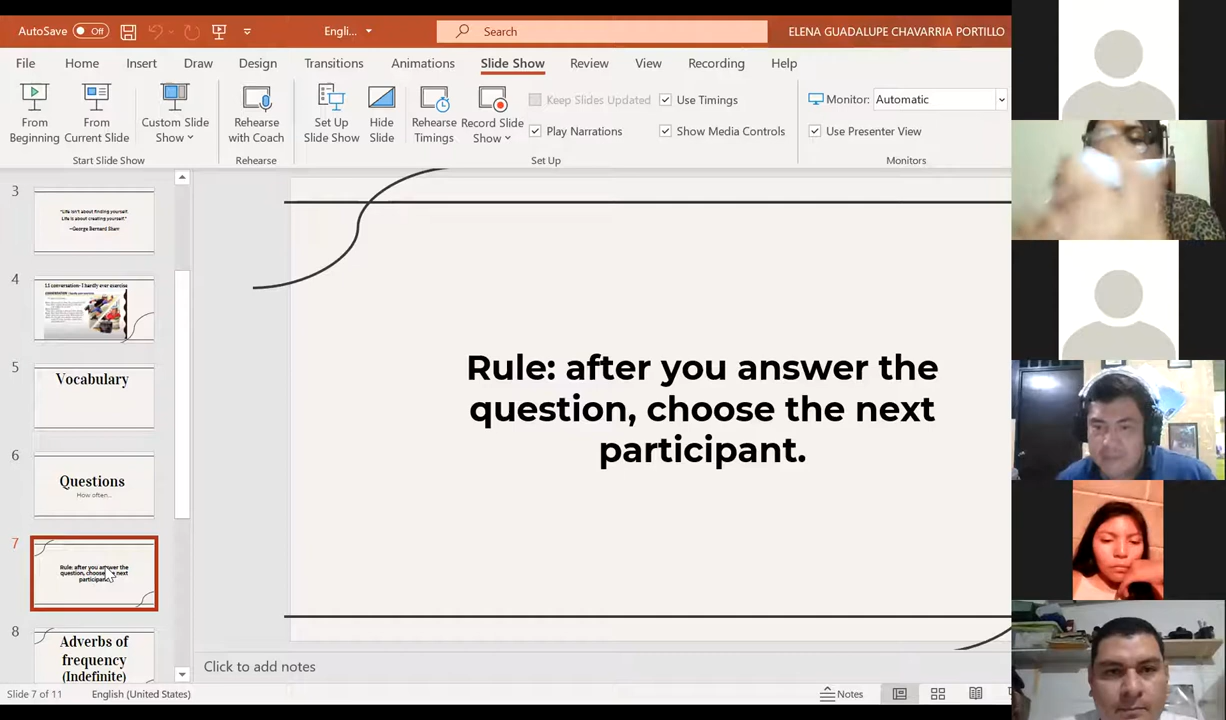 AutoSave Off
Engli...
Search
ELENA GUADALUPE CHAVARRIA PORTILLO
File Home Insert Draw Design Transitions Animations Slide Show Review View Recording Help
From Beginning
From Current Slide
Custom Slide Show
Rehearse with Coach
Set Up Slide Show
Hide Slide
Rehearse Timings
Record Slide Show
Keep Slides Updated
Use Timings
Play Narrations
Show Media Controls
Monitor: Automatic
Use Presenter View
Start Slide Show
Rehearse
Set Up
Monitors
3
"Life isn't about finding yourself.
Life is about creating yourself."
—George Bernard Shaw
4
1.1 conversation- I hardly ever exercise
5
Vocabulary
6
Questions
How often...
7
Rule: after you answer the
question, choose the next
participant.
8
Adverbs of
frequency
(Indefinite)
Rule: after you answer the
question, choose the next
participant.
Click to add notes
Slide 7 of 11
English (United States)
Notes